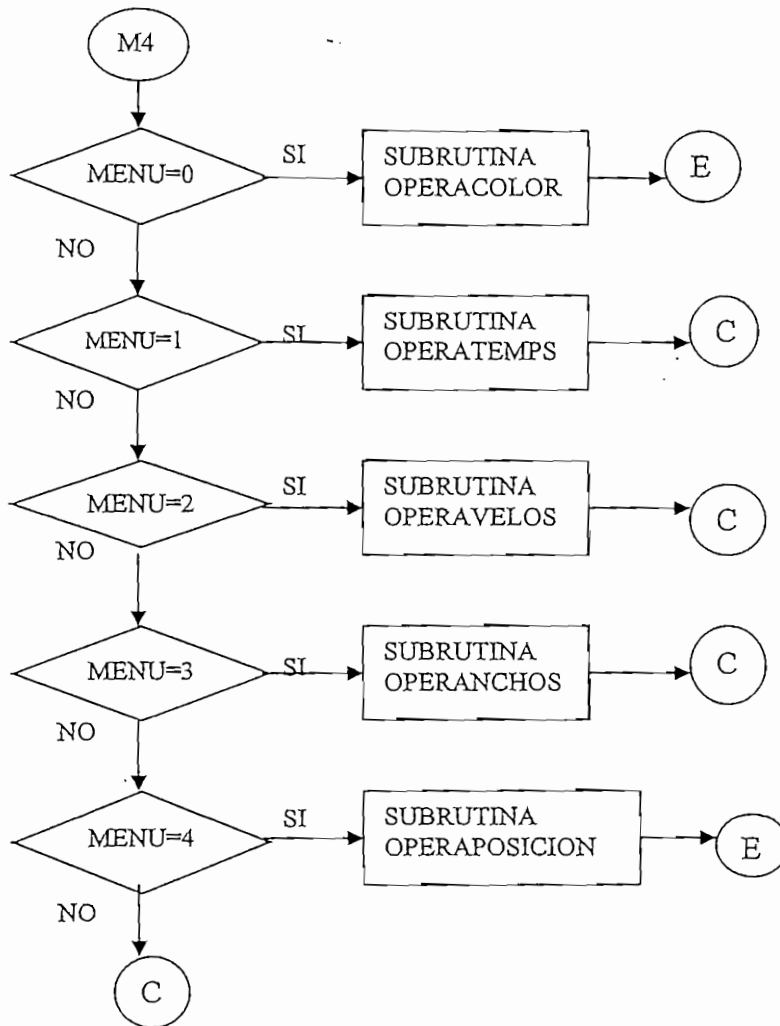 M4
MENU=0
SI
SUBRUTINA
OPERACOLOR
E
NO
MENU=1
SI
SUBRUTINA
OPERATEMPS
C
NO
MENU=2
SI
SUBRUTINA
OPERAVELOS
C
NO
MENU=3
SI
SUBRUTINA
OPERANCHOS
C
NO
MENU=4
SI
SUBRUTINA
OPERAPOSICION
E
NO
C